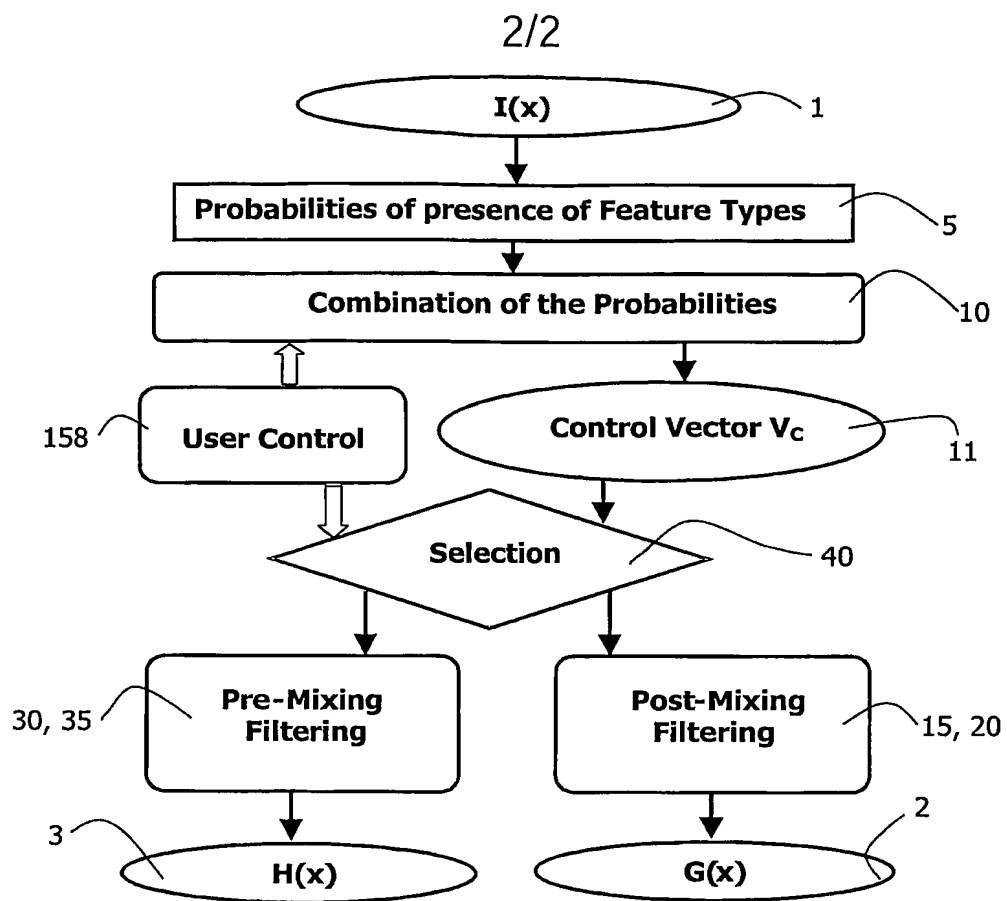 2/2
I(x)
1
Probabilities of presence of Feature Types
5
Combination of the Probabilities
10
158
User Control
Control Vector VC
11
Selection
40
30, 35
Pre-Mixing
Filtering
Post-Mixing
Filtering
15, 20
3
H(x)
G(x)
2